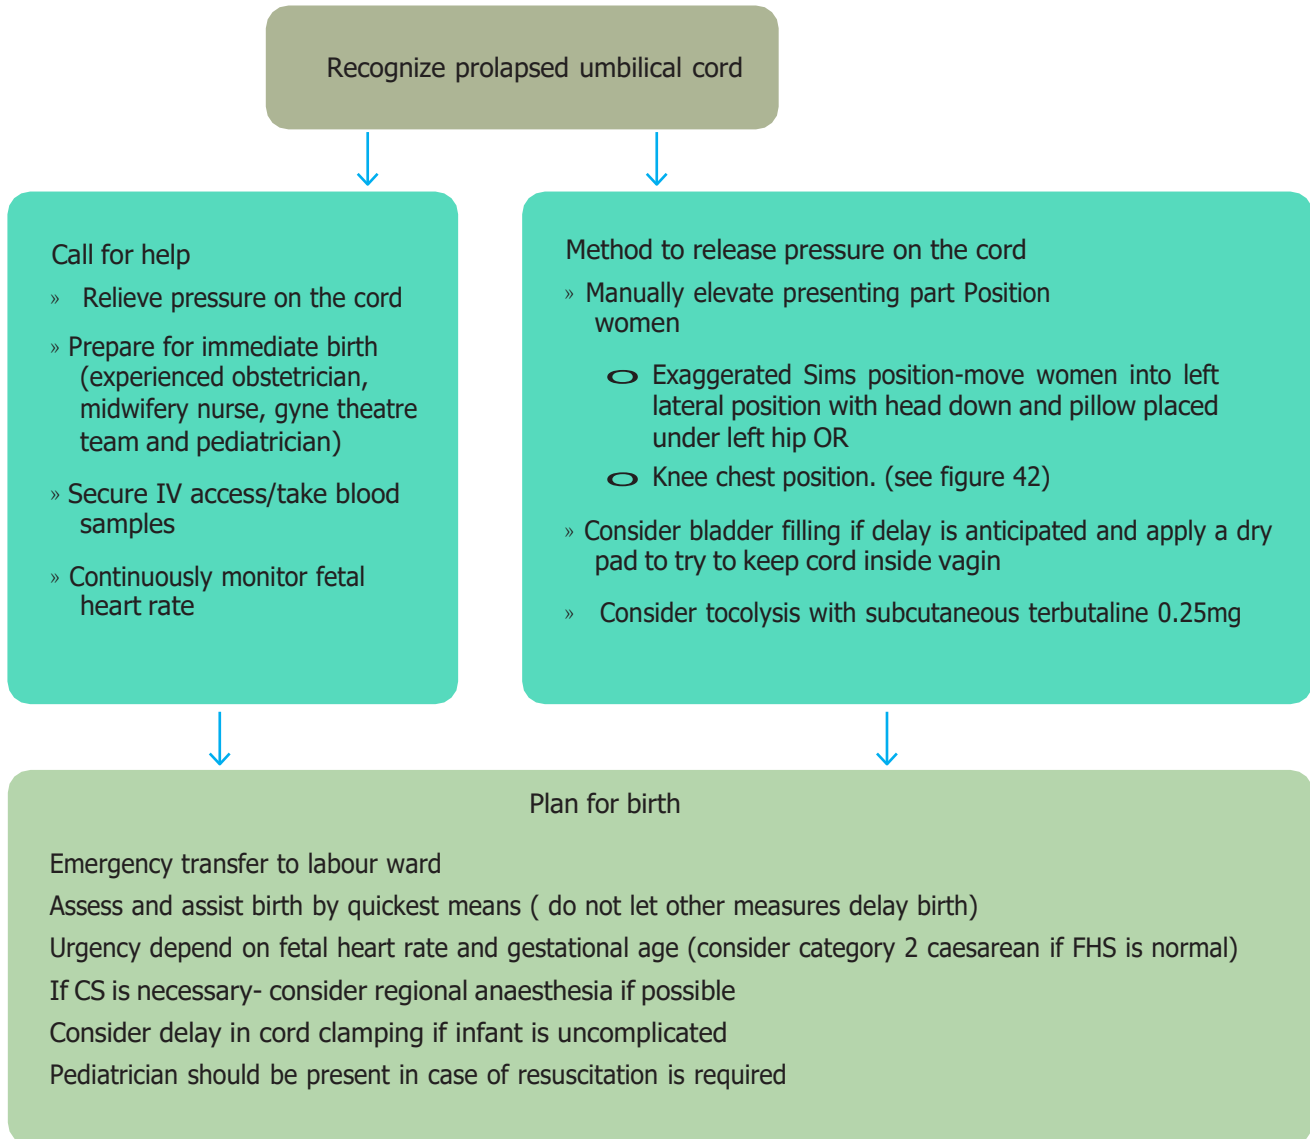 Recognize prolapsed umbilical cord
Call for help
» Relieve pressure on the cord
» Prepare for immediate birth
(experienced obstetrician,
midwifery nurse, gyne theatre
team and pediatrician)
» Secure IV access/take blood
samples
» Continuously monitor fetal
heart rate
Method to release pressure on the cord
» Manually elevate presenting part Position
women
Exaggerated Sims position-move women into left
lateral position with head down and pillow placed
under left hip OR
Knee chest position. (see figure 42)
» Consider bladder filling if delay is anticipated and apply a dry
pad to try to keep cord inside vagin
» Consider tocolysis with subcutaneous terbutaline 0.25mg
Plan for birth
Emergency transfer to labour ward
Assess and assist birth by quickest means ( do not let other measures delay birth)
Urgency depend on fetal heart rate and gestational age (consider category 2 caesarean if FHS is normal)
If CS is necessary- consider regional anaesthesia if possible
Consider delay in cord clamping if infant is uncomplicated
Pediatrician should be present in case of resuscitation is required